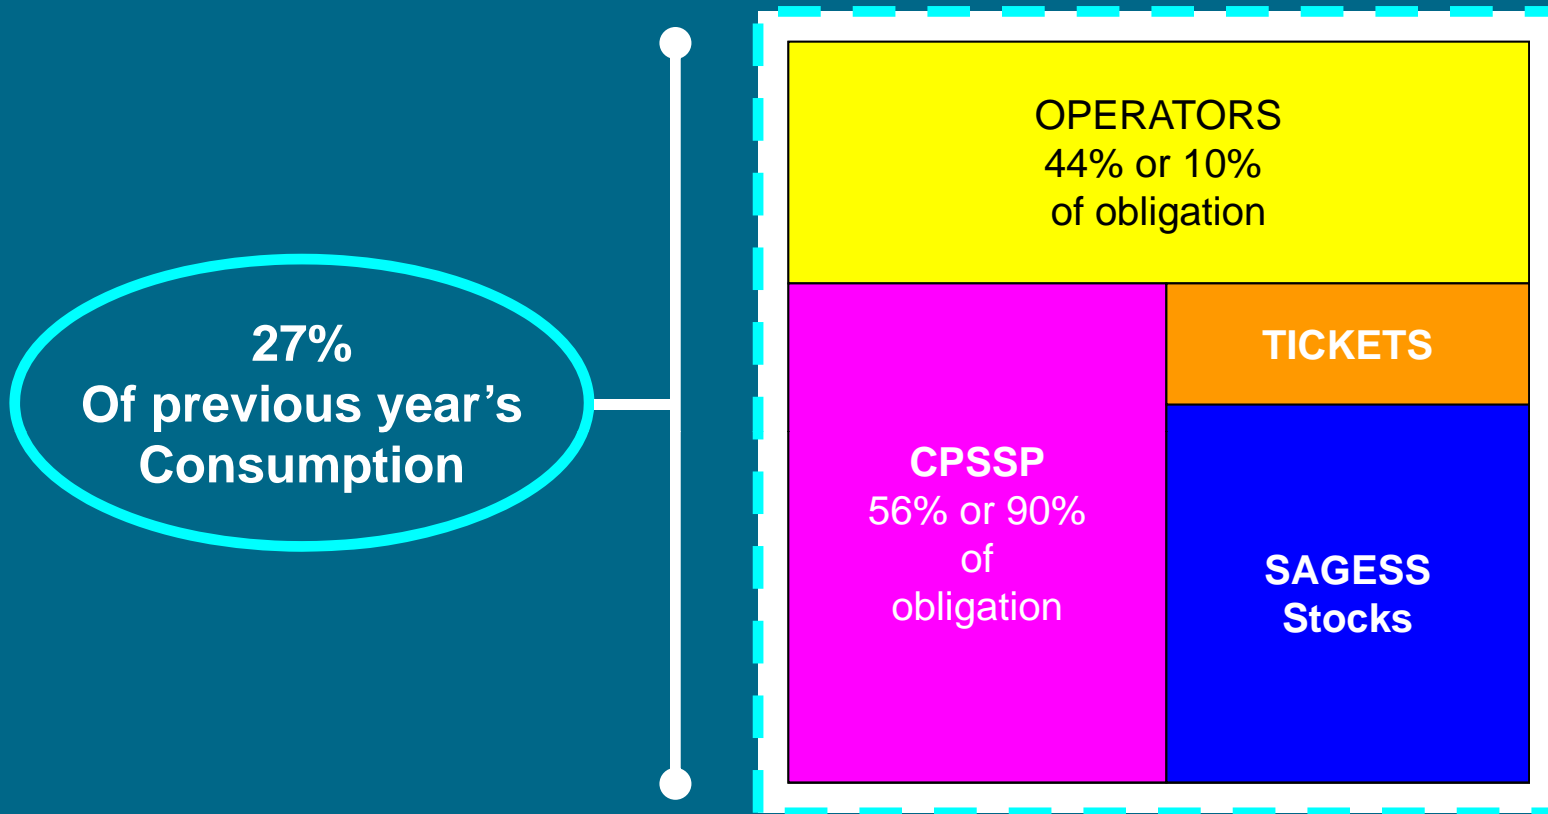 27%
Of previous year’s
Consumption
OPERATORS
44% or 10%
of obligation
CPSSP
56% or 90%
of
obligation
TICKETS
SAGESS
Stocks